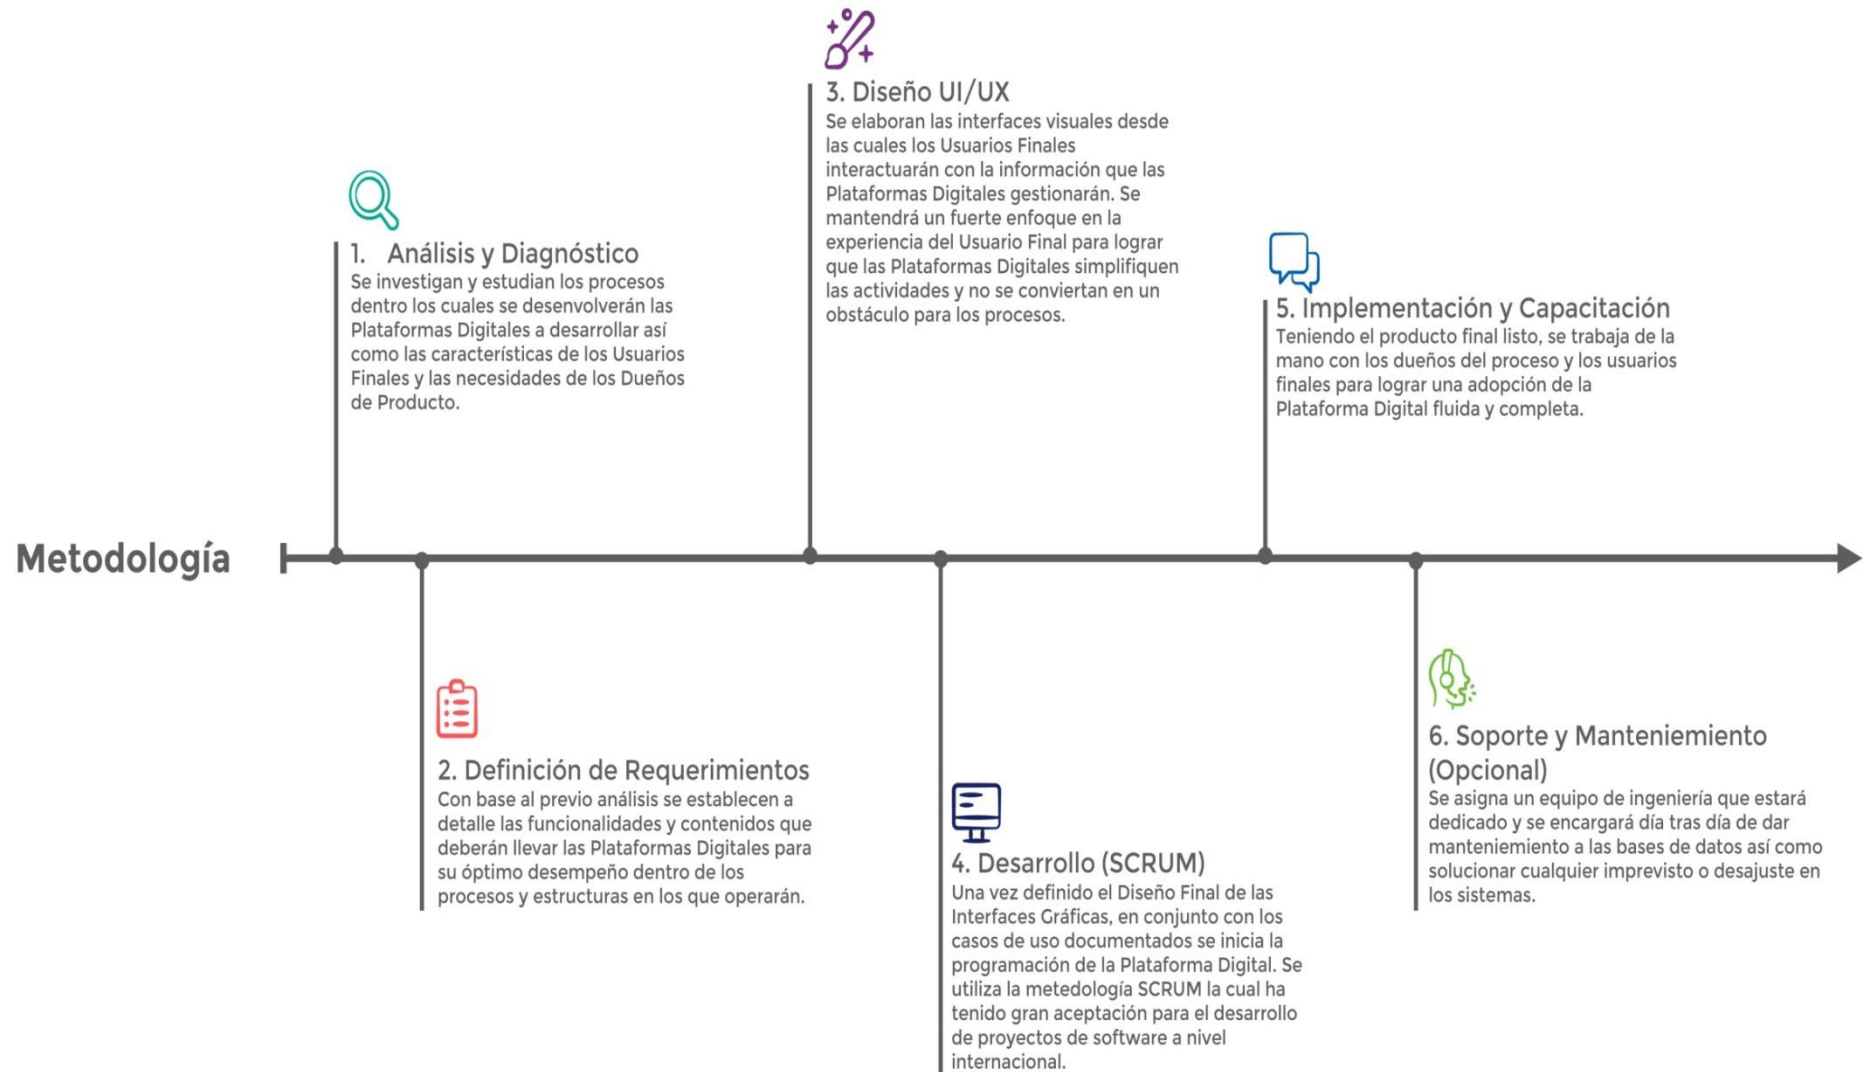 Metodología
1. Análisis y Diagnóstico
Se investigan y estudian los procesos
dentro los cuales se desenvolverán las
Plataformas Digitales a desarrollar así
como las características de los Usuarios
Finales y las necesidades de los Dueños
de Producto.
2. Definición de Requerimientos
Con base al previo análisis se establecen a
detalle las funcionalidades y contenidos que
deberán llevar las Plataformas Digitales para
su óptimo desempeño dentro de los
procesos y estructuras en los que operarán.
3. Diseño UI/UX
Se elaboran las interfaces visuales desde
las cuales los Usuarios Finales
interactuarán con la información que las
Plataformas Digitales gestionarán. Se
mantendrá un fuerte enfoque en la
experiencia del Usuario Final para lograr
que las Plataformas Digitales simplifiquen
las actividades y no se conviertan en un
obstáculo para los procesos.
4. Desarrollo (SCRUM)
Una vez definido el Diseño Final de las
Interfaces Gráficas, en conjunto con los
casos de uso documentados se inicia la
programación de la Plataforma Digital. Se
utiliza la metedología SCRUM la cual ha
tenido gran aceptación para el desarrollo
de proyectos de software a nivel
internacional.
5. Implementación y Capacitación
Teniendo el producto final listo, se trabaja de la
mano con los dueños del proceso y los usuarios
finales para lograr una adopción de la
Plataforma Digital fluida y completa.
6. Soporte y Manteniemiento
(Opcional)
Se asigna un equipo de ingeniería que estará
dedicado y se encargará día tras día de dar
manteniemiento a las bases de datos así como
solucionar cualquier imprevisto o desajuste en
los sistemas.